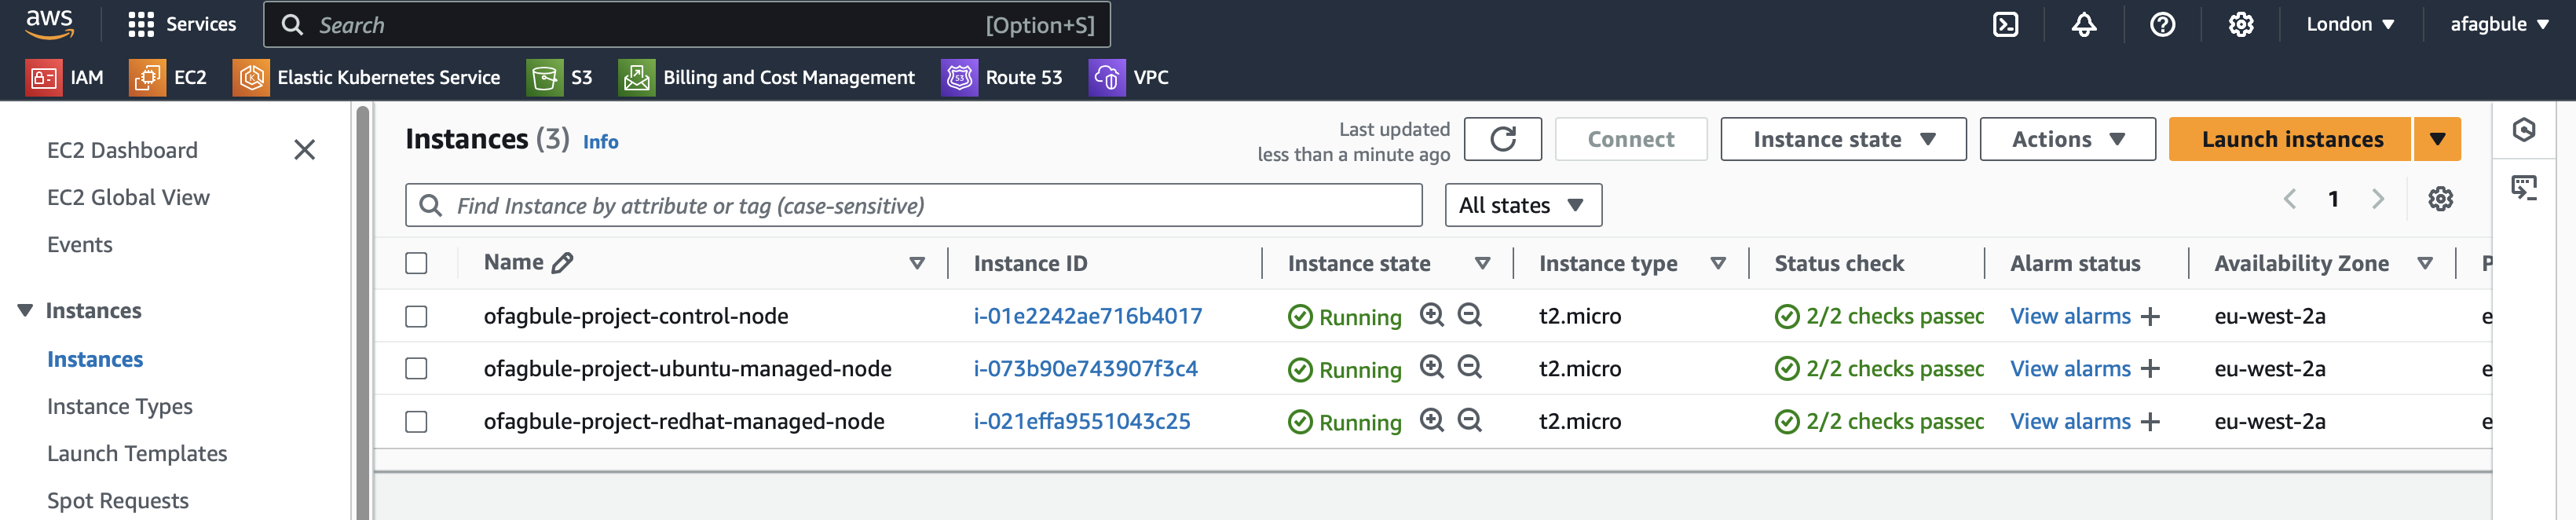 aws Services Search [Option+S] London afagbule
IAM EC2 Elastic Kubernetes Service S3 Billing and Cost Management Route 53 VPC
EC2 Dashboard
EC2 Global View
Events
Instances
Instances
Instance Types
Launch Templates
Spot Requests
Instances (3) Info
Last updated
less than a minute ago
Connect Instance state Actions Launch instances
Find Instance by attribute or tag (case-sensitive) All states 1
Name Instance ID Instance state Instance type Status check Alarm status Availability Zone P
ofagbule-project-control-node i-01e2242ae716b4017 Running t2.micro 2/2 checks passed View alarms + eu-west-2a e
ofagbule-project-ubuntu-managed-node i-073b90e743907f3c4 Running t2.micro 2/2 checks passed View alarms + eu-west-2a e
ofagbule-project-redhat-managed-node i-021effa9551043c25 Running t2.micro 2/2 checks passed View alarms + eu-west-2a e